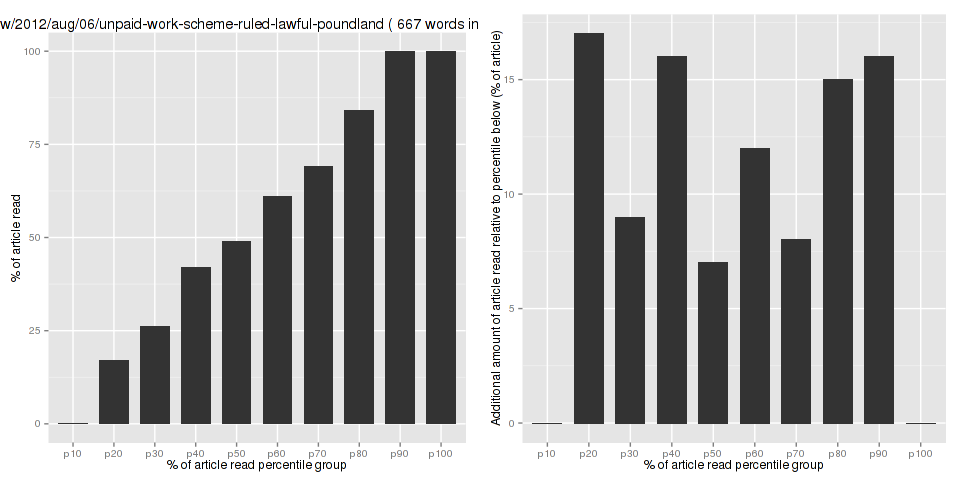 w/2012/aug/06/unpaid-work-scheme-ruled-lawful-poundland ( 667 words in
% of article read
100
75
50
25
0
p10 p20 p30 p40 p50 p60 p70 p80 p90 p100
% of article read percentile group
Additional amount of article read relative to percentile below (% of article)
15
10
5
0
p10 p20 p30 p40 p50 p60 p70 p80 p90 p100
% of article read percentile group